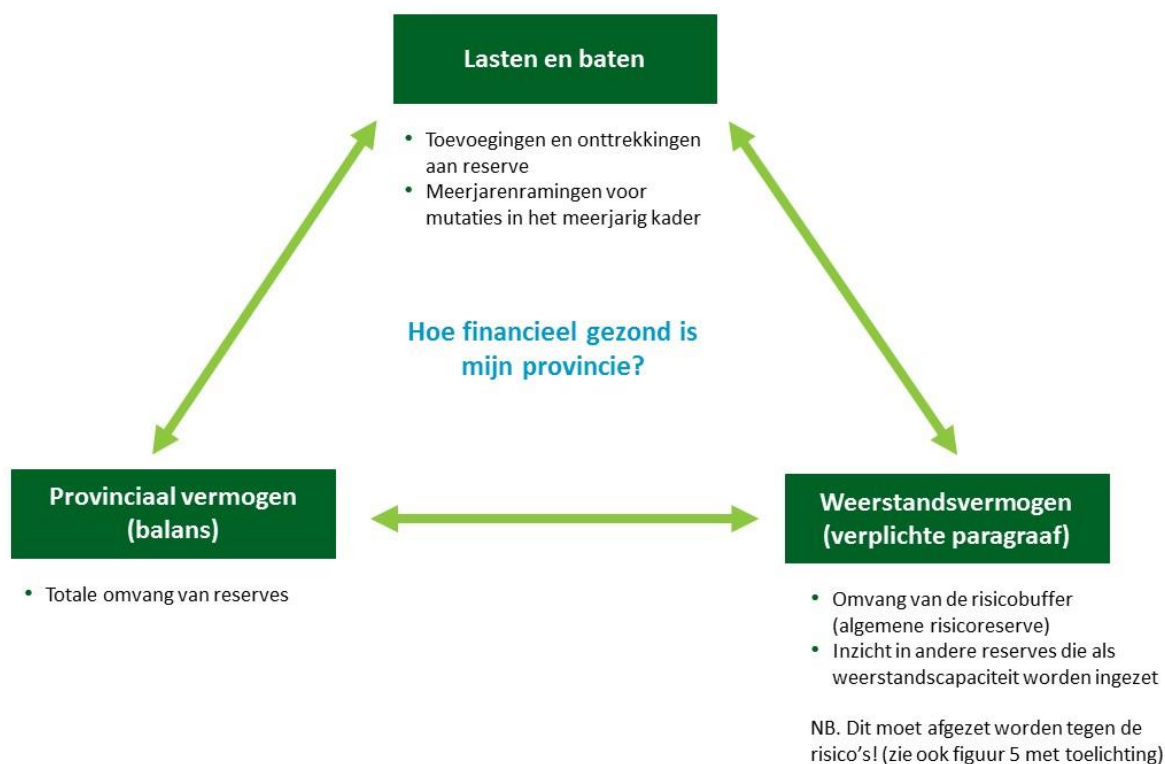 Lasten en baten
• Toevoegingen en onttrekkingen
aan reserve
• Meerjarenramingen voor
mutaties in het meerjarig kader
Hoe financieel gezond is
mijn provincie?
Provinciaal vermogen
(balans)
• Totale omvang van reserves
Weerstandsvermogen
(verplichte paragraaf)
• Omvang van de risicobuffer
(algemene risicoreserve)
• Inzicht in andere reserves die als
weerstandscapaciteit worden ingezet
NB. Dit moet afgezet worden tegen de
risico's! (zie ook figuur 5 met toelichting)